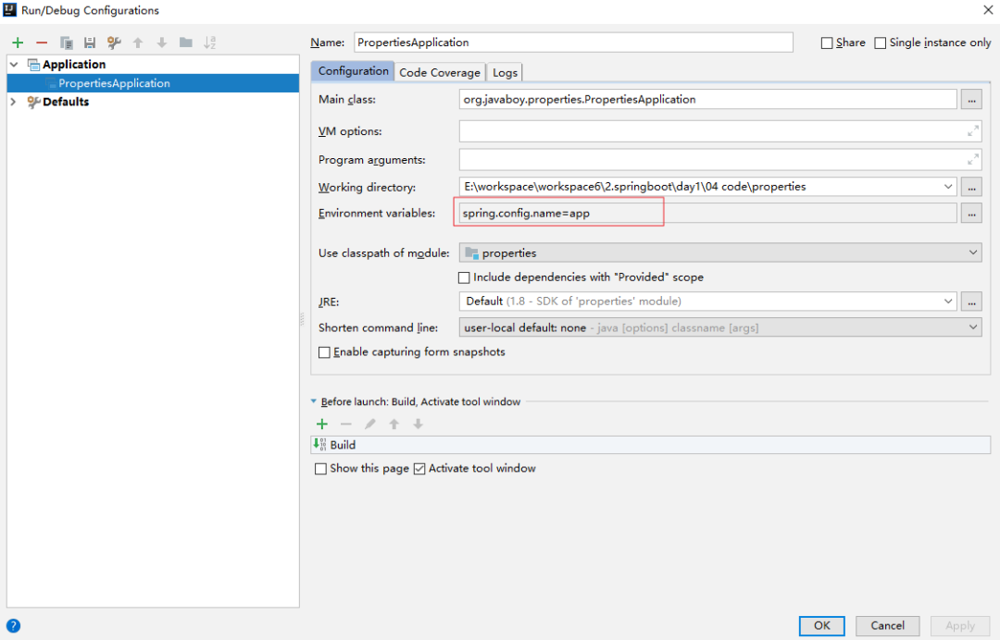 Run/Debug Configurations
Name: PropertiesApplication
Share
Single instance only
Application
PropertiesApplication
Defaults
Configuration
Code Coverage
Logs
Main class: org.javaboy.properties.PropertiesApplication ...
VM options:
Program arguments:
Working directory: E:\workspace\workspace6\2.springboot\day1\04 code\properties ...
Environment variables: spring.config.name=app ...
Use classpath of module: properties
Include dependencies with "Provided" scope
JRE: Default (1.8 - SDK of 'properties' module) ...
Shorten command line: user-local default: none - java [options] classname [args]
Enable capturing form snapshots
Before launch: Build, Activate tool window
Build
Show this page
Activate tool window
?
OK
Cancel
Apply